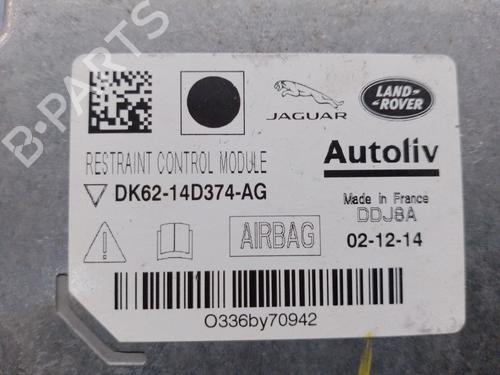 B-PARTS
JAGUAR
LAND-
ROVER
RESTRAINT CONTROL MODULE
DK62-14D374-AG
Autoliv
Made in France
DDJ8A
AIRBAG
02-12-14
O336by70942